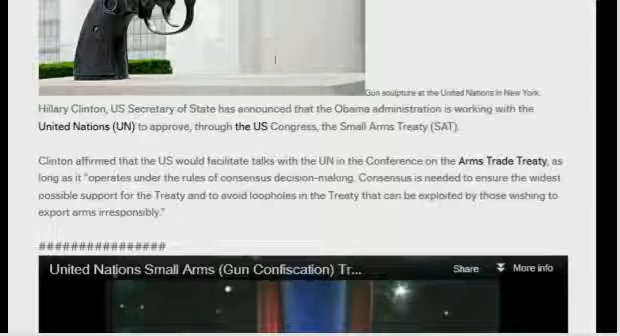 Gun sculpture at the United Nations in New York.
Hillary Clinton, US Secretary of State has announced that the Obama administration is working with the
United Nations (UN) to approve, through the US Congress, the Small Arms Treaty (SAT).
Clinton affirmed that the US would facilitate talks with the UN in the Conference on the Arms Trade Treaty, as
long as it "operates under the rules of consensus decision-making. Consensus is needed to ensure the widest
possible support for the Treaty and to avoid loopholes in the Treaty that can be exploited by those wishing to
export arms irresponsibly."
################
United Nations Small Arms (Gun Confiscation) Tr... Share More info